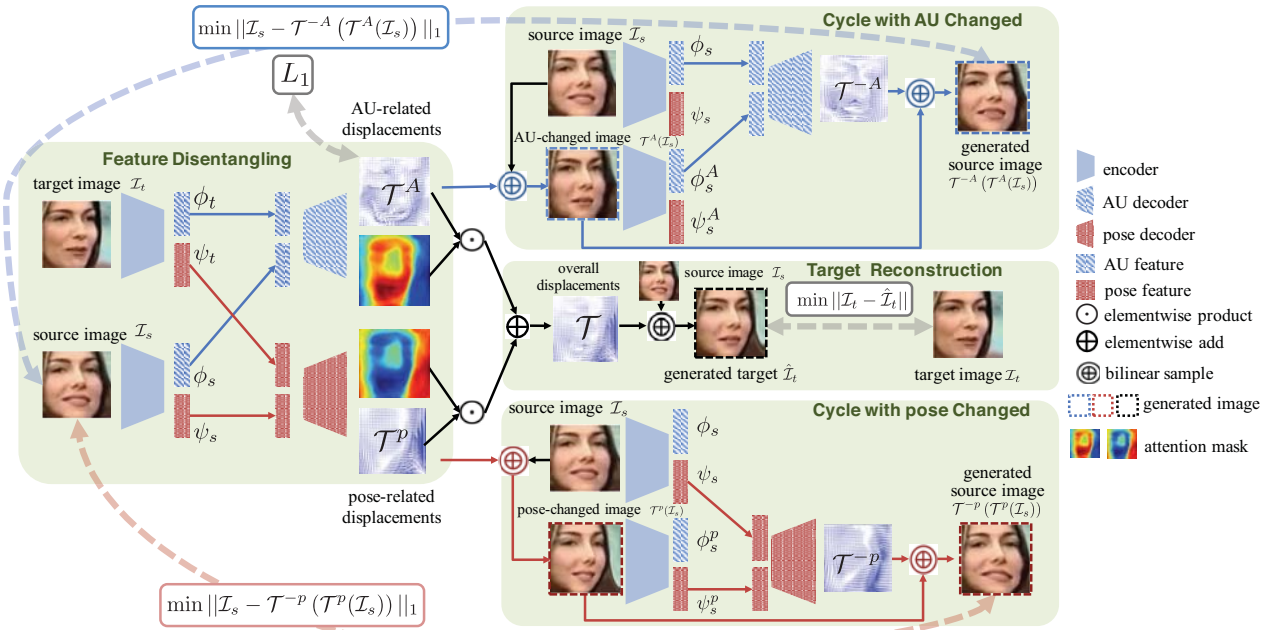 min ||𝓘_s − 𝒯^{−A} (𝒯^A(𝓘_s)) ||_1
L_1
AU-related
displacements
Feature Disentangling
target image 𝓘_t
ϕ_t
ψ_t
source image 𝓘_s
ϕ_s
ψ_s
𝒯^A
𝒯^p
pose-related
displacements
min ||𝓘_s − 𝒯^{−p} (𝒯^p(𝓘_s)) ||_1
Cycle with AU Changed
source image 𝓘_s
ϕ_s
ψ_s
AU-changed image 𝒯^A(𝓘_s)
ϕ_s^A
ψ_s^A
𝒯^{−A}
generated
source image
𝒯^{−A} (𝒯^A(𝓘_s))
Target Reconstruction
overall
displacements
𝒯
source image 𝓘_s
min ||𝓘_t − 𝓘̂_t||
generated target 𝓘̂_t
target image 𝓘_t
Cycle with pose Changed
source image 𝓘_s
ϕ_s
ψ_s
pose-changed image 𝒯^p(𝓘_s)
ϕ_s^p
ψ_s^p
𝒯^{−p}
generated
source image
𝒯^{−p} (𝒯^p(𝓘_s))
encoder
AU decoder
pose decoder
AU feature
pose feature
elementwise product
elementwise add
bilinear sample
generated image
attention mask